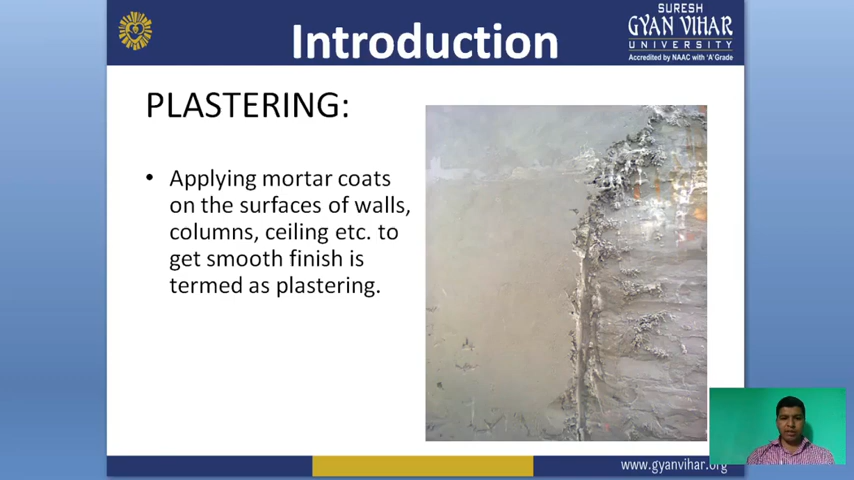 Introduction
SURESH
GYAN VIHAR
UNIVERSITY
Accredited by NAAC with 'A' Grade
PLASTERING:
• Applying mortar coats
on the surfaces of walls,
columns, ceiling etc. to
get smooth finish is
termed as plastering.
www.gyanvihar.org